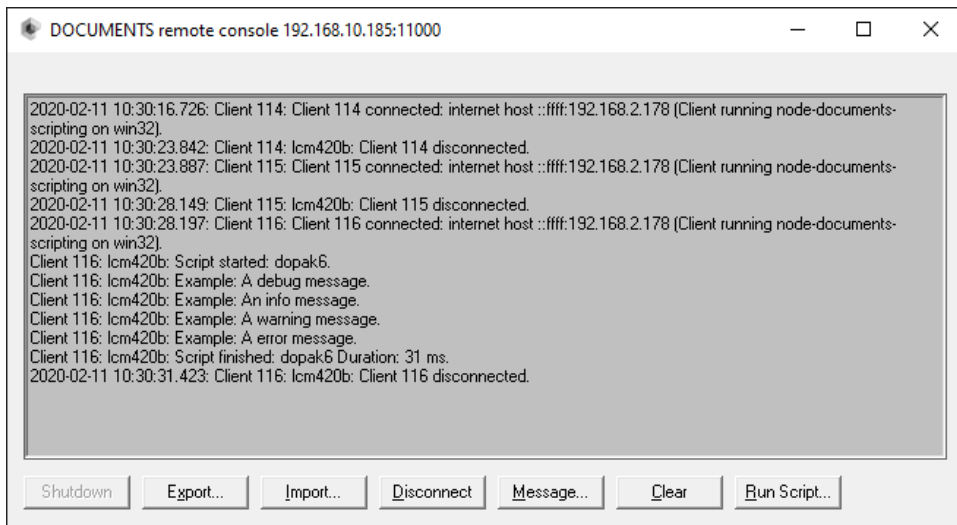 DOCUMENTS remote console 192.168.10.185:11000
2020-02-11 10:30:16.726: Client 114: Client 114 connected: internet host ::ffff:192.168.2.178 (Client running node-documents-
scripting on win32).
2020-02-11 10:30:23.842: Client 114: lcm420b: Client 114 disconnected.
2020-02-11 10:30:23.887: Client 115: Client 115 connected: internet host ::ffff:192.168.2.178 (Client running node-documents-
scripting on win32).
2020-02-11 10:30:28.149: Client 115: lcm420b: Client 115 disconnected.
2020-02-11 10:30:28.197: Client 116: Client 116 connected: internet host ::ffff:192.168.2.178 (Client running node-documents-
scripting on win32).
Client 116: lcm420b: Script started: dopak6.
Client 116: lcm420b: Example: A debug message.
Client 116: lcm420b: Example: An info message.
Client 116: lcm420b: Example: A warning message.
Client 116: lcm420b: Example: A error message.
Client 116: lcm420b: Script finished: dopak6 Duration: 31 ms.
2020-02-11 10:30:31.423: Client 116: lcm420b: Client 116 disconnected.
Shutdown Export... Import... Disconnect Message... Clear Run Script...